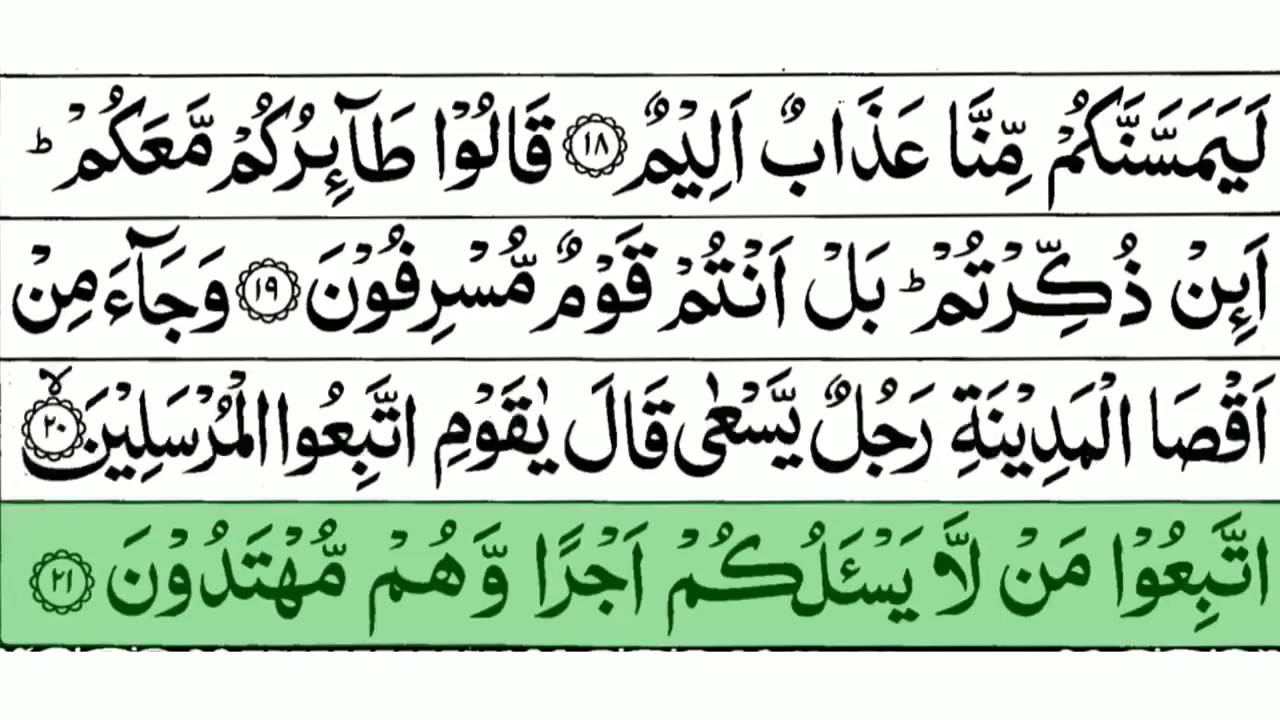 لَيَمَسَّنَّكُمْ مِّنَّا عَذَابٌ اَلِيْمٌ ۝١٨ قَالُوْا طَآئِرُكُمْ مَّعَكُمْ ؕ
اَئِنْ ذُكِّرْتُمْ ؕ بَلْ اَنْتُمْ قَوْمٌ مُّسْرِفُوْنَ ۝١٩ وَجَآءَ مِنْ
اَقْصَا الْمَدِيْنَةِ رَجُلٌ يَّسْعٰى قَالَ يٰقَوْمِ اتَّبِعُوا الْمُرْسَلِيْنَ ۝٢٠ۙ
اتَّبِعُوْا مَنْ لَّا يَسْـَٔلُكُمْ اَجْرًا وَّهُمْ مُّهْتَدُوْنَ ۝٢١